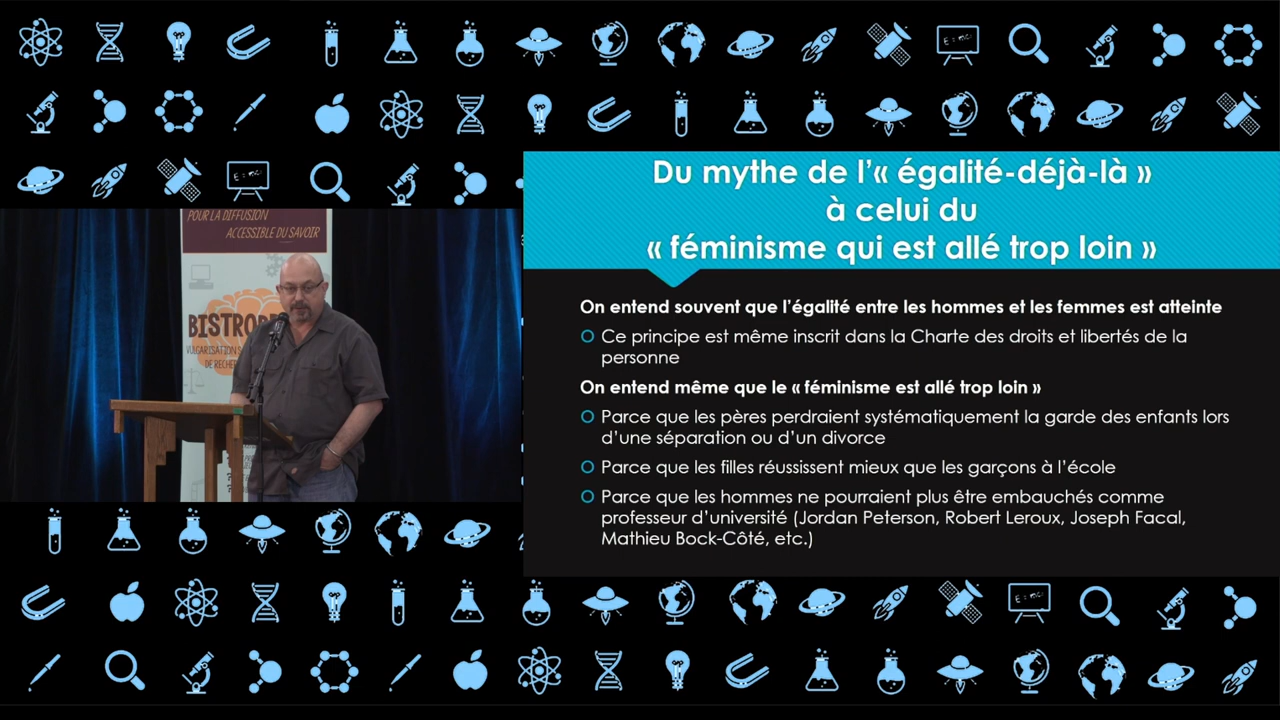 Du mythe de l'« égalité-déjà-là »
à celui du
« féminisme qui est allé trop loin »
On entend souvent que l'égalité entre les hommes et les femmes est atteinte
Ce principe est même inscrit dans la Charte des droits et libertés de la
personne
On entend même que le « féminisme est allé trop loin »
Parce que les pères perdraient systématiquement la garde des enfants lors
d'une séparation ou d'un divorce
Parce que les filles réussissent mieux que les garçons à l'école
Parce que les hommes ne pourraient plus être embauchés comme
professeur d'université (Jordan Peterson, Robert Leroux, Joseph Facal,
Mathieu Bock-Côté, etc.)
POUR LA DIFFUSION
ACCESSIBLE DU SAVOIR
DE RECHER